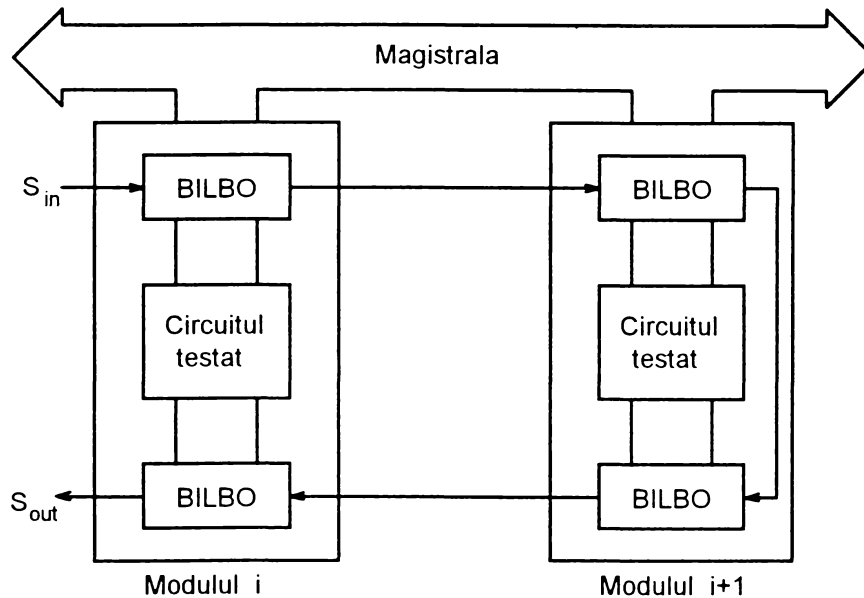 Magistrala
S in
BILBO
BILBO
Circuitul
testat
Circuitul
testat
S out
BILBO
BILBO
Modulul i
Modulul i+1